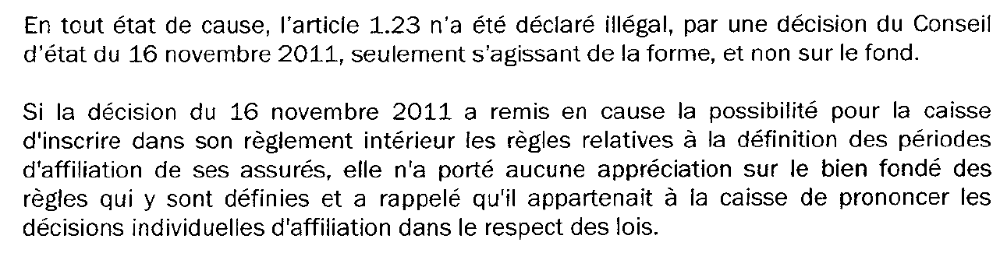 En tout état de cause, l'article 1.23 n'a été déclaré illégal, par une décision du Conseil
d'état du 16 novembre 2011, seulement s'agissant de la forme, et non sur le fond.
Si la décision du 16 novembre 2011 a remis en cause la possibilité pour la caisse
d'inscrire dans son règlement intérieur les règles relatives à la définition des périodes
d'affiliation de ses assurés, elle n'a porté aucune appréciation sur le bien fondé des
règles qui y sont définies et a rappelé qu'il appartenait à la caisse de prononcer les
décisions individuelles d'affiliation dans le respect des lois.